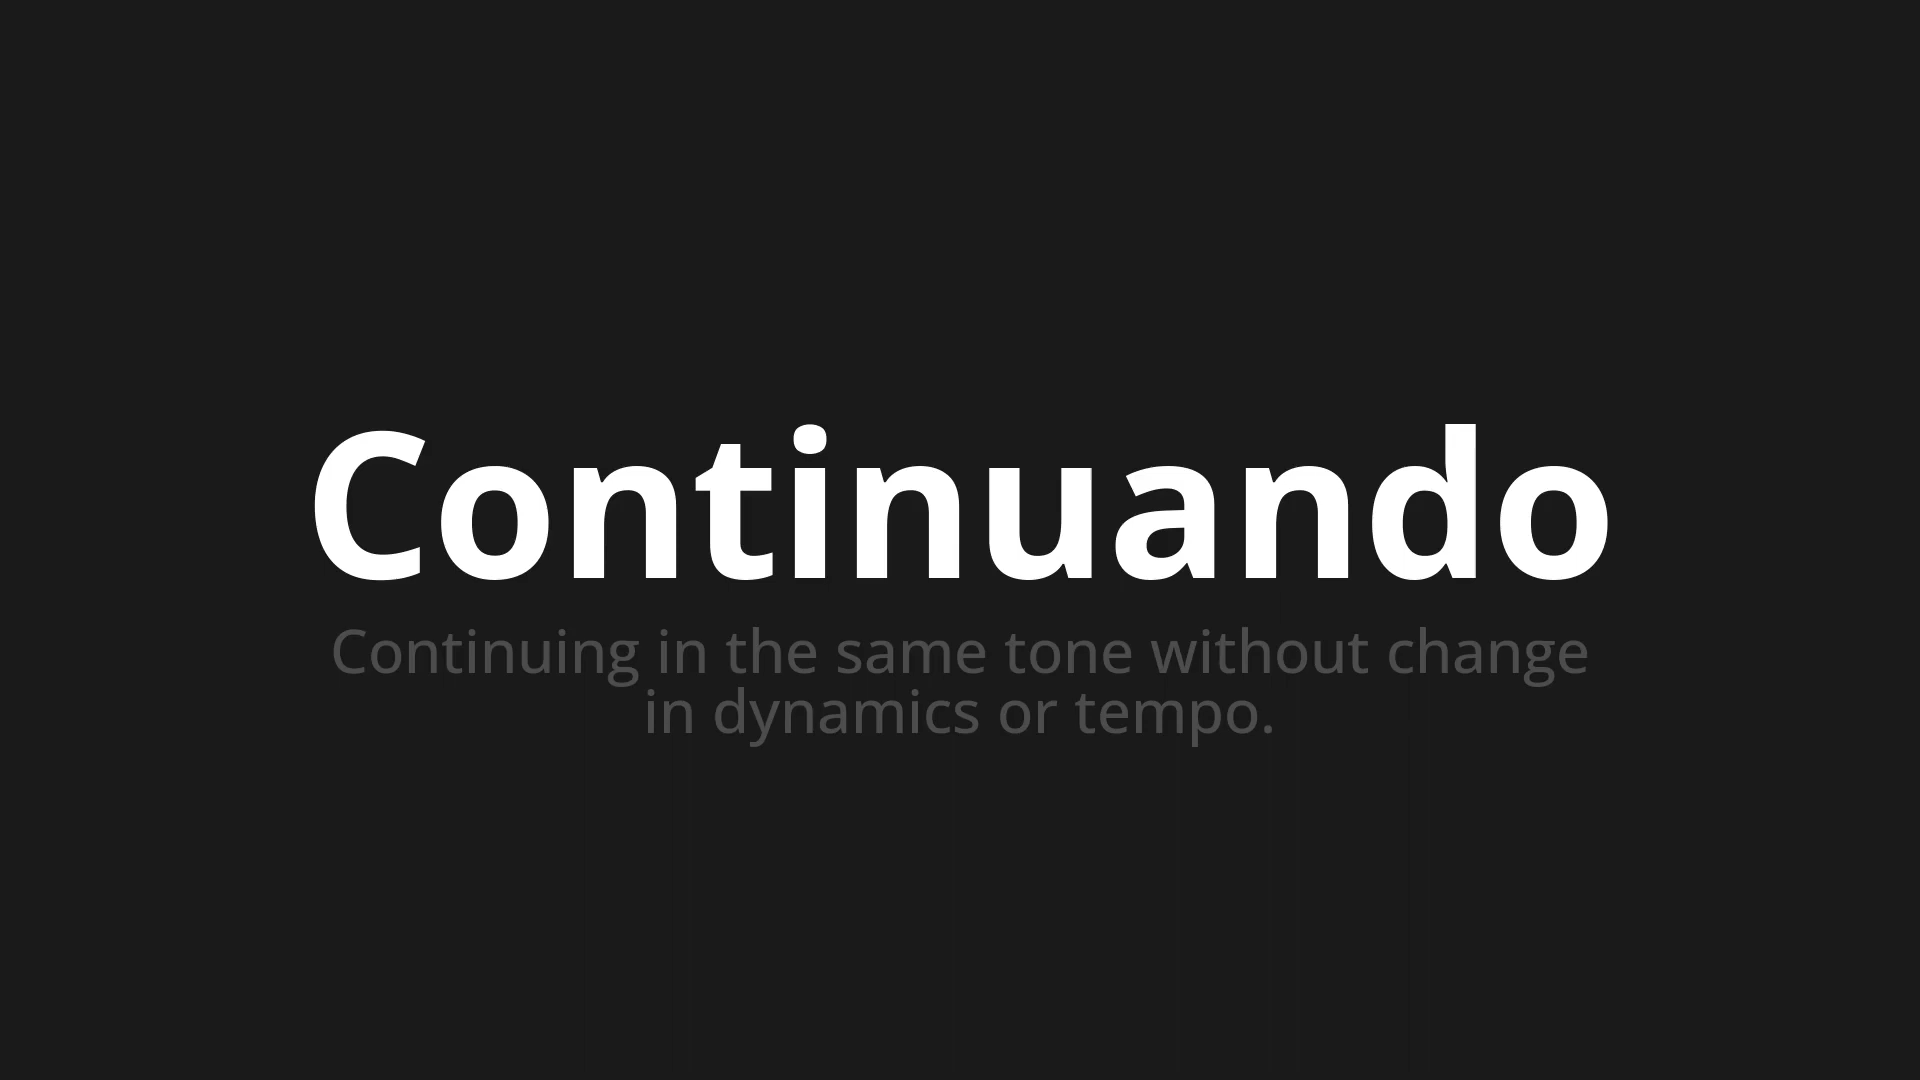 Continuando
Continuing in the same tone without change
in dynamics or tempo.